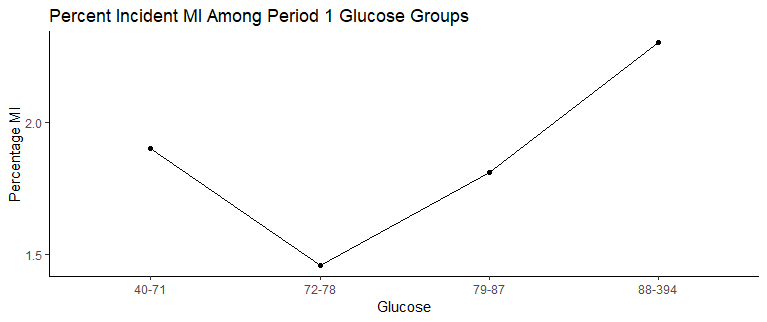 Percent Incident MI Among Period 1 Glucose Groups
Percentage MI
2.0
1.5
40-71 72-78 79-87 88-394
Glucose